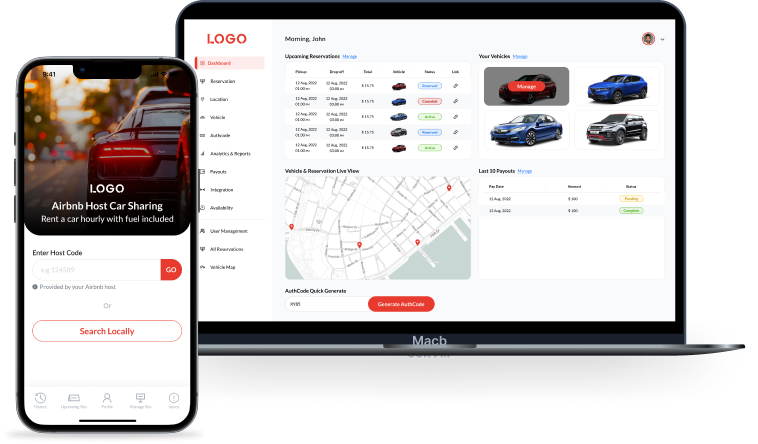 9:41
LOGO
Airbnb Host Car Sharing
Rent a car hourly with fuel included
Enter Host Code
e.g 124589
GO
Provided by your Airbnb host
Or
Search Locally
History
Upcoming Res
Profile
Manage Res
Issues
LOGO
Dashboard
Reservation
Location
Vehicle
Authcode
Analytics & Reports
Payouts
Integration
Availability
User Management
All Reservations
Vehicle Map
Morning, John
Upcoming Reservations Manage
Pickup Dropoff Total Vehicle Status Link
12 Aug, 2022 12 Aug, 2022 $ 15.75 Reserved
01:00 PM 03:00 PM
12 Aug, 2022 12 Aug, 2022 $ 15.75 Canceled
01:00 PM 03:00 PM
12 Aug, 2022 12 Aug, 2022 $ 15.75 Active
01:00 PM 03:00 PM
12 Aug, 2022 12 Aug, 2022 $ 15.75 Reserved
01:00 PM 03:00 PM
12 Aug, 2022 12 Aug, 2022 $ 15.75 Active
01:00 PM 03:00 PM
Your Vehicles Manage
Manage
Vehicle & Reservation Live View
Last 10 Payouts Manage
Pay Date Amount Status
12 Aug, 2022 $ 100 Pending
12 Aug, 2022 $ 100 Complete
AuthCode Quick Generate
XY85
Generate AuthCode
Macb